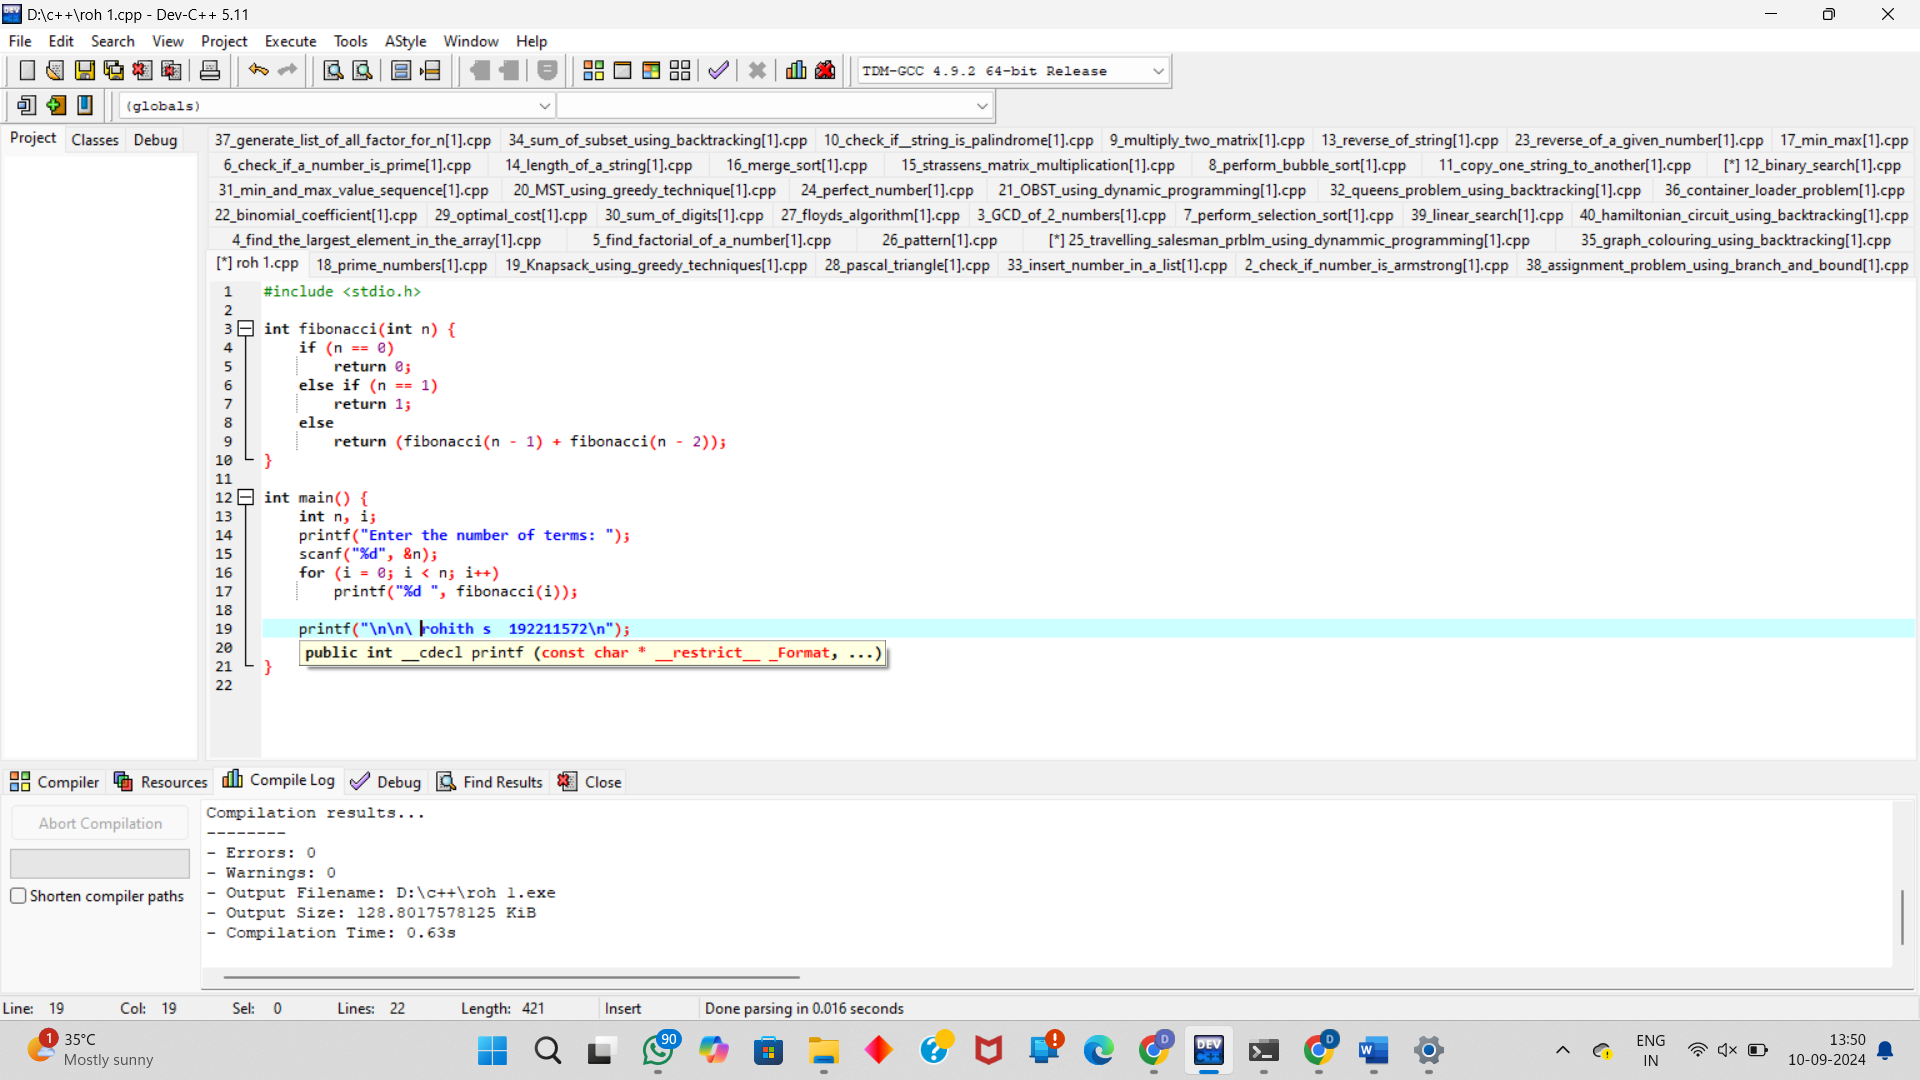 D:\c++\roh 1.cpp - Dev-C++ 5.11
File Edit Search View Project Execute Tools AStyle Window Help
TDM-GCC 4.9.2 64-bit Release
(globals)
Project Classes Debug
37_generate_list_of_all_factor_for_n[1].cpp 34_sum_of_subset_using_backtracking[1].cpp 10_check_if__string_is_palindrome[1].cpp 9_multiply_two_matrix[1].cpp 13_reverse_of_string[1].cpp 23_reverse_of_a_given_number[1].cpp 17_min_max[1].cpp
6_check_if_a_number_is_prime[1].cpp 14_length_of_a_string[1].cpp 16_merge_sort[1].cpp 15_strassens_matrix_multiplication[1].cpp 8_perform_bubble_sort[1].cpp 11_copy_one_string_to_another[1].cpp [*] 12_binary_search[1].cpp
31_min_and_max_value_sequence[1].cpp 20_MST_using_greedy_technique[1].cpp 24_perfect_number[1].cpp 21_OBST_using_dynamic_programming[1].cpp 32_queens_problem_using_backtracking[1].cpp 36_container_loader_problem[1].cpp
22_binomial_coefficient[1].cpp 29_optimal_cost[1].cpp 30_sum_of_digits[1].cpp 27_floyds_algorithm[1].cpp 3_GCD_of_2_numbers[1].cpp 7_perform_selection_sort[1].cpp 39_linear_search[1].cpp 40_hamiltonian_circuit_using_backtracking[1].cpp
4_find_the_largest_element_in_the_array[1].cpp 5_find_factorial_of_a_number[1].cpp 26_pattern[1].cpp [*] 25_travelling_salesman_prblm_using_dynammic_programming[1].cpp 35_graph_colouring_using_backtracking[1].cpp
[*] roh 1.cpp 18_prime_numbers[1].cpp 19_Knapsack_using_greedy_techniques[1].cpp 28_pascal_triangle[1].cpp 33_insert_number_in_a_list[1].cpp 2_check_if_number_is_armstrong[1].cpp 38_assignment_problem_using_branch_and_bound[1].cpp
1 #include <stdio.h>
2
3 int fibonacci(int n) {
4 if (n == 0)
5 return 0;
6 else if (n == 1)
7 return 1;
8 else
9 return (fibonacci(n - 1) + fibonacci(n - 2));
10 }
11
12 int main() {
13 int n, i;
14 printf("Enter the number of terms: ");
15 scanf("%d", &n);
16 for (i = 0; i < n; i++)
17 printf("%d ", fibonacci(i));
18
19 printf("\n\n\ rohith s  192211572\n");
20 public int __cdecl printf (const char * __restrict__ _Format, ...)
21 }
22
Compiler Resources Compile Log Debug Find Results Close
Abort Compilation
Shorten compiler paths
Compilation results...
--------
- Errors: 0
- Warnings: 0
- Output Filename: D:\c++\roh 1.exe
- Output Size: 128.8017578125 KiB
- Compilation Time: 0.63s
Line: 19 Col: 19 Sel: 0 Lines: 22 Length: 421 Insert Done parsing in 0.016 seconds
1 35°C
Mostly sunny
90
D
DEV
D
W
ENG
IN
13:50
10-09-2024